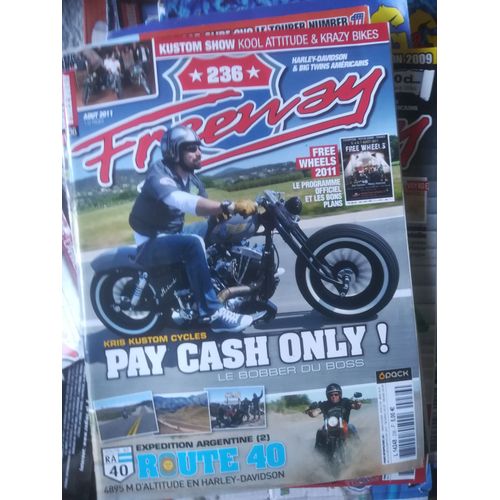 KUSTOM SHOW KOOL ATTITUDE & KRAZY BIKES
236
HARLEY-DAVIDSON
& BIG TWINS AMÉRICAINS
AOUT 2011
Freeway
FREE
WHEELS
2011
LE PROGRAMME
OFFICIEL
ET LES BONS
PLANS
FREE WHEELS
KRIS KUSTOM CYCLES
PAY CASH ONLY !
LE BOBBER DU BOSS
6pack
EXPEDITION ARGENTINE (2)
RA
40
ROUTE 40
4895 M D'ALTITUDE EN HARLEY-DAVIDSON